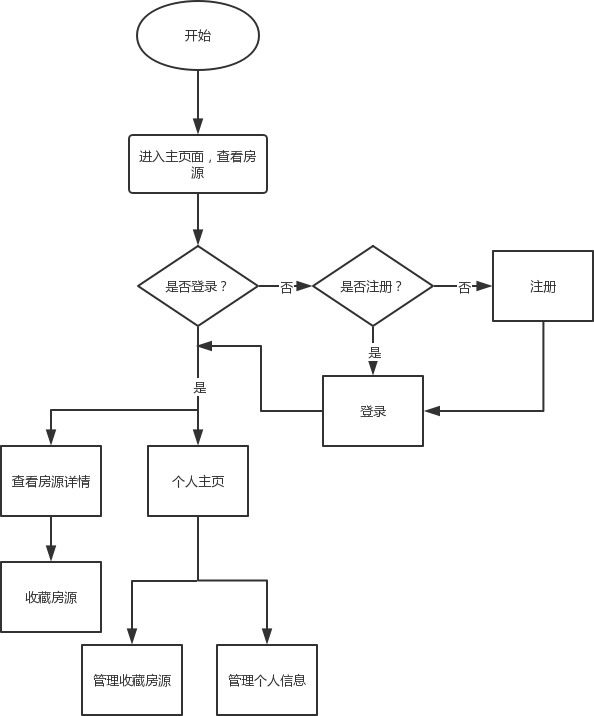 开始
进入主页面，查看房
源
是否登录？
否
是否注册？
否
注册
是
是
登录
查看房源详情
个人主页
收藏房源
管理收藏房源
管理个人信息